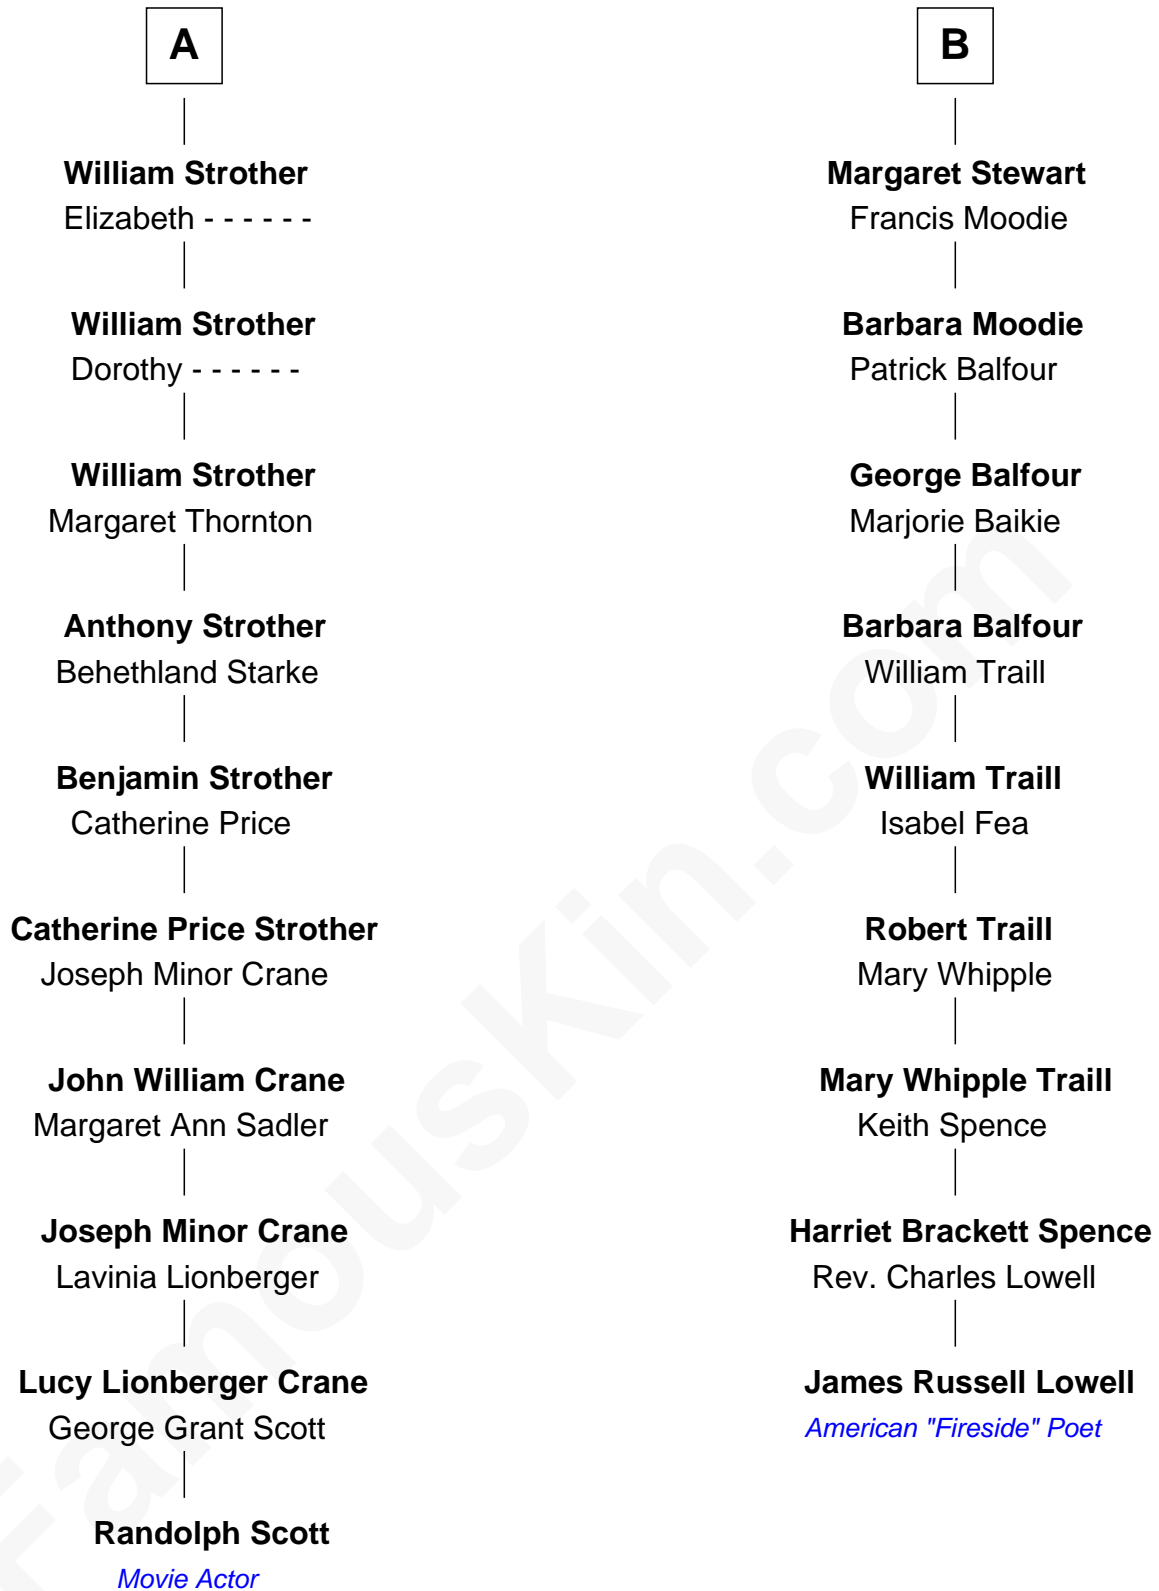 A
William Strother
Elizabeth - - - - - -
William Strother
Dorothy - - - - - -
William Strother
Margaret Thornton
Anthony Strother
Behethland Starke
Benjamin Strother
Catherine Price
Catherine Price Strother
Joseph Minor Crane
John William Crane
Margaret Ann Sadler
Joseph Minor Crane
Lavinia Lionberger
Lucy Lionberger Crane
George Grant Scott
Randolph Scott
Movie Actor
B
Margaret Stewart
Francis Moodie
Barbara Moodie
Patrick Balfour
George Balfour
Marjorie Baikie
Barbara Balfour
William Traill
William Traill
Isabel Fea
Robert Traill
Mary Whipple
Mary Whipple Traill
Keith Spence
Harriet Brackett Spence
Rev. Charles Lowell
James Russell Lowell
American "Fireside" Poet
FamousKin.com